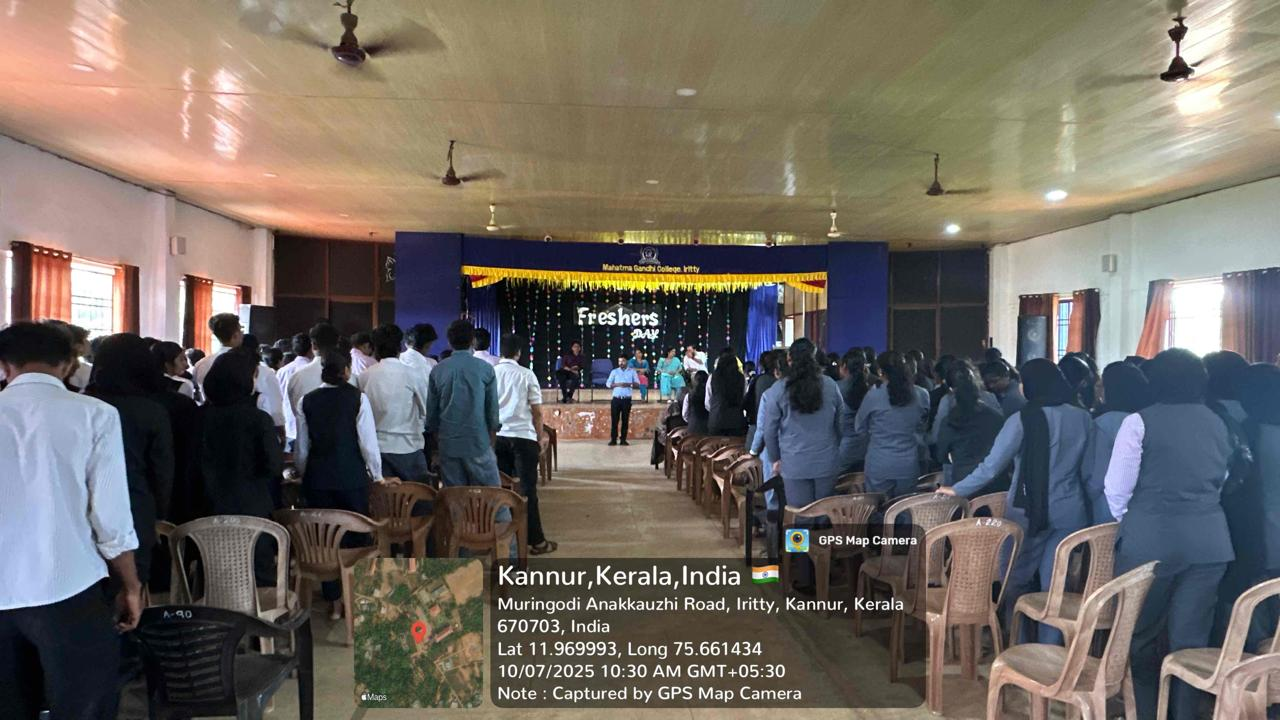 Mahatma Gandhi College, Iritty
Freshers
DAY
A-205
A-220
A-90
GPS Map Camera
Kannur,Kerala,India 🇮🇳
Muringodi Anakkauzhi Road, Iritty, Kannur, Kerala
670703, India
Lat 11.969993, Long 75.661434
10/07/2025 10:30 AM GMT+05:30
Note : Captured by GPS Map Camera
Maps